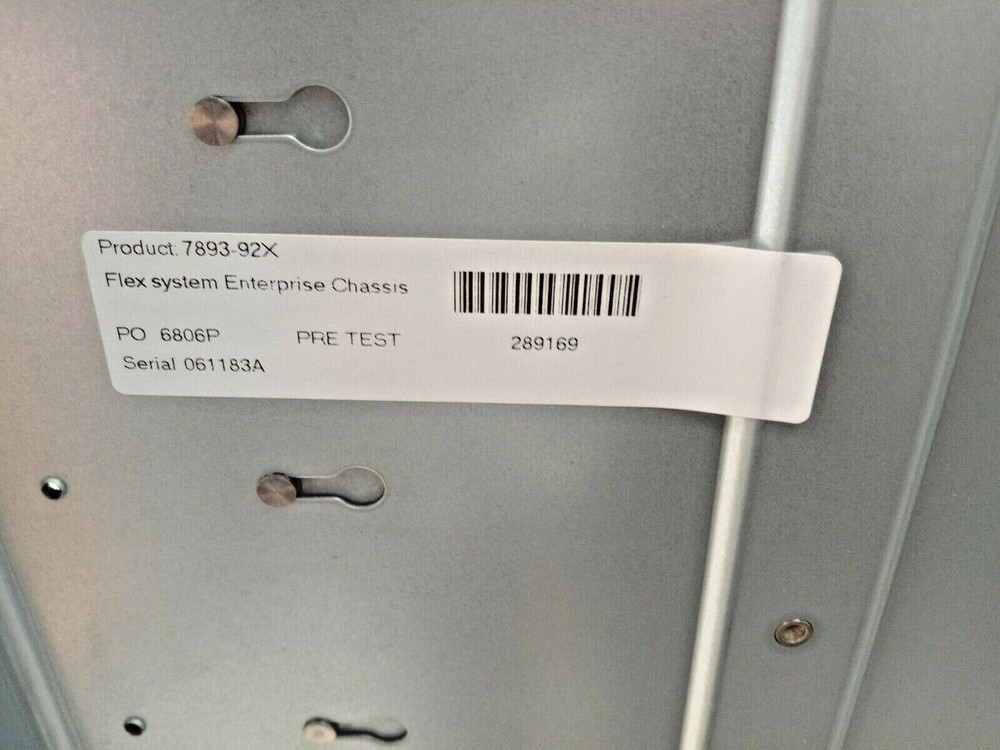 Product: 7893-92X
Flex system Enterprise Chassis
PO 6806P PRE TEST 289169
Serial 061183A